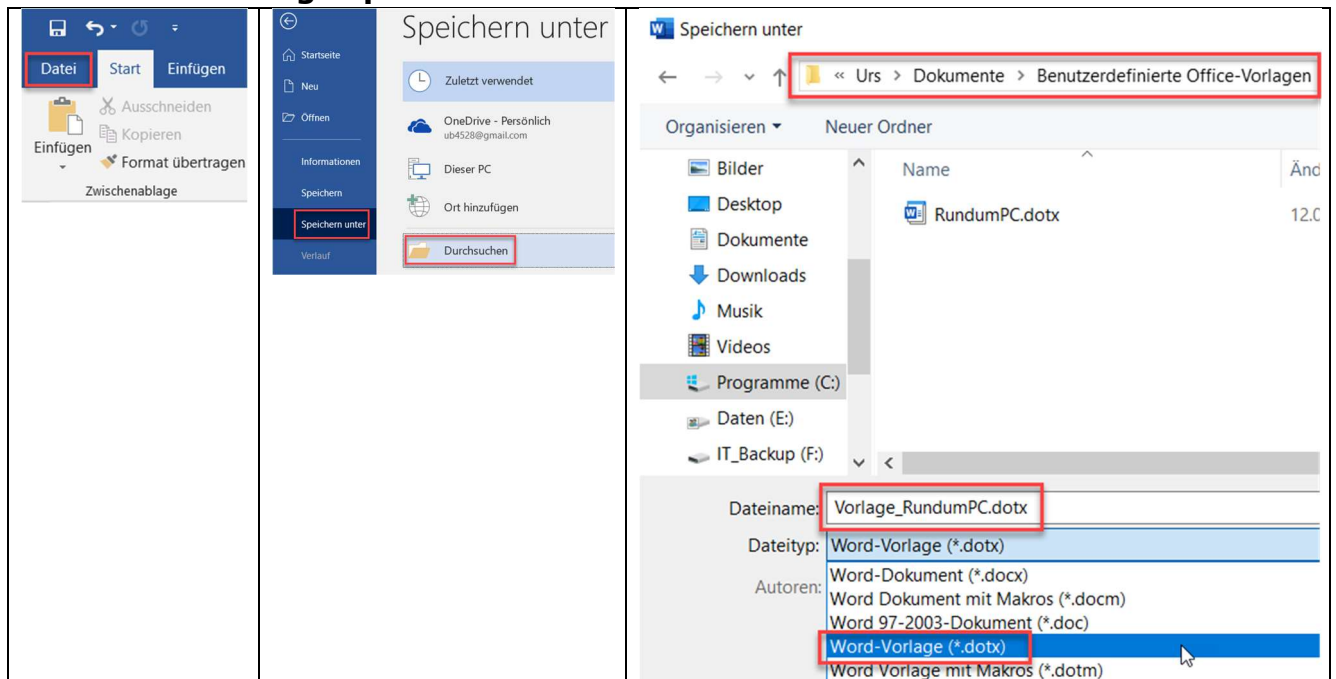 Datei Start Einfügen
Ausschneiden
Kopieren
Einfügen
Format übertragen
Zwischenablage
Speichern unter
Startseite
Neu
Öffnen
Informationen
Speichern
Speichern unter
Verlauf
Zuletzt verwendet
OneDrive - Persönlich
ub4528@gmail.com
Dieser PC
Ort hinzufügen
Durchsuchen
Speichern unter
« Urs > Dokumente > Benutzerdefinierte Office-Vorlagen
Organisieren Neuer Ordner
Bilder
Desktop
Dokumente
Downloads
Musik
Videos
Programme (C:)
Daten (E:)
IT_Backup (F:)
Name Änd
RundumPC.dotx 12.0
Dateiname: Vorlage_RundumPC.dotx
Dateityp: Word-Vorlage (*.dotx)
Autoren:
Word-Dokument (*.docx)
Word Dokument mit Makros (*.docm)
Word 97-2003-Dokument (*.doc)
Word-Vorlage (*.dotx)
Word Vorlage mit Makros (*.dotm)